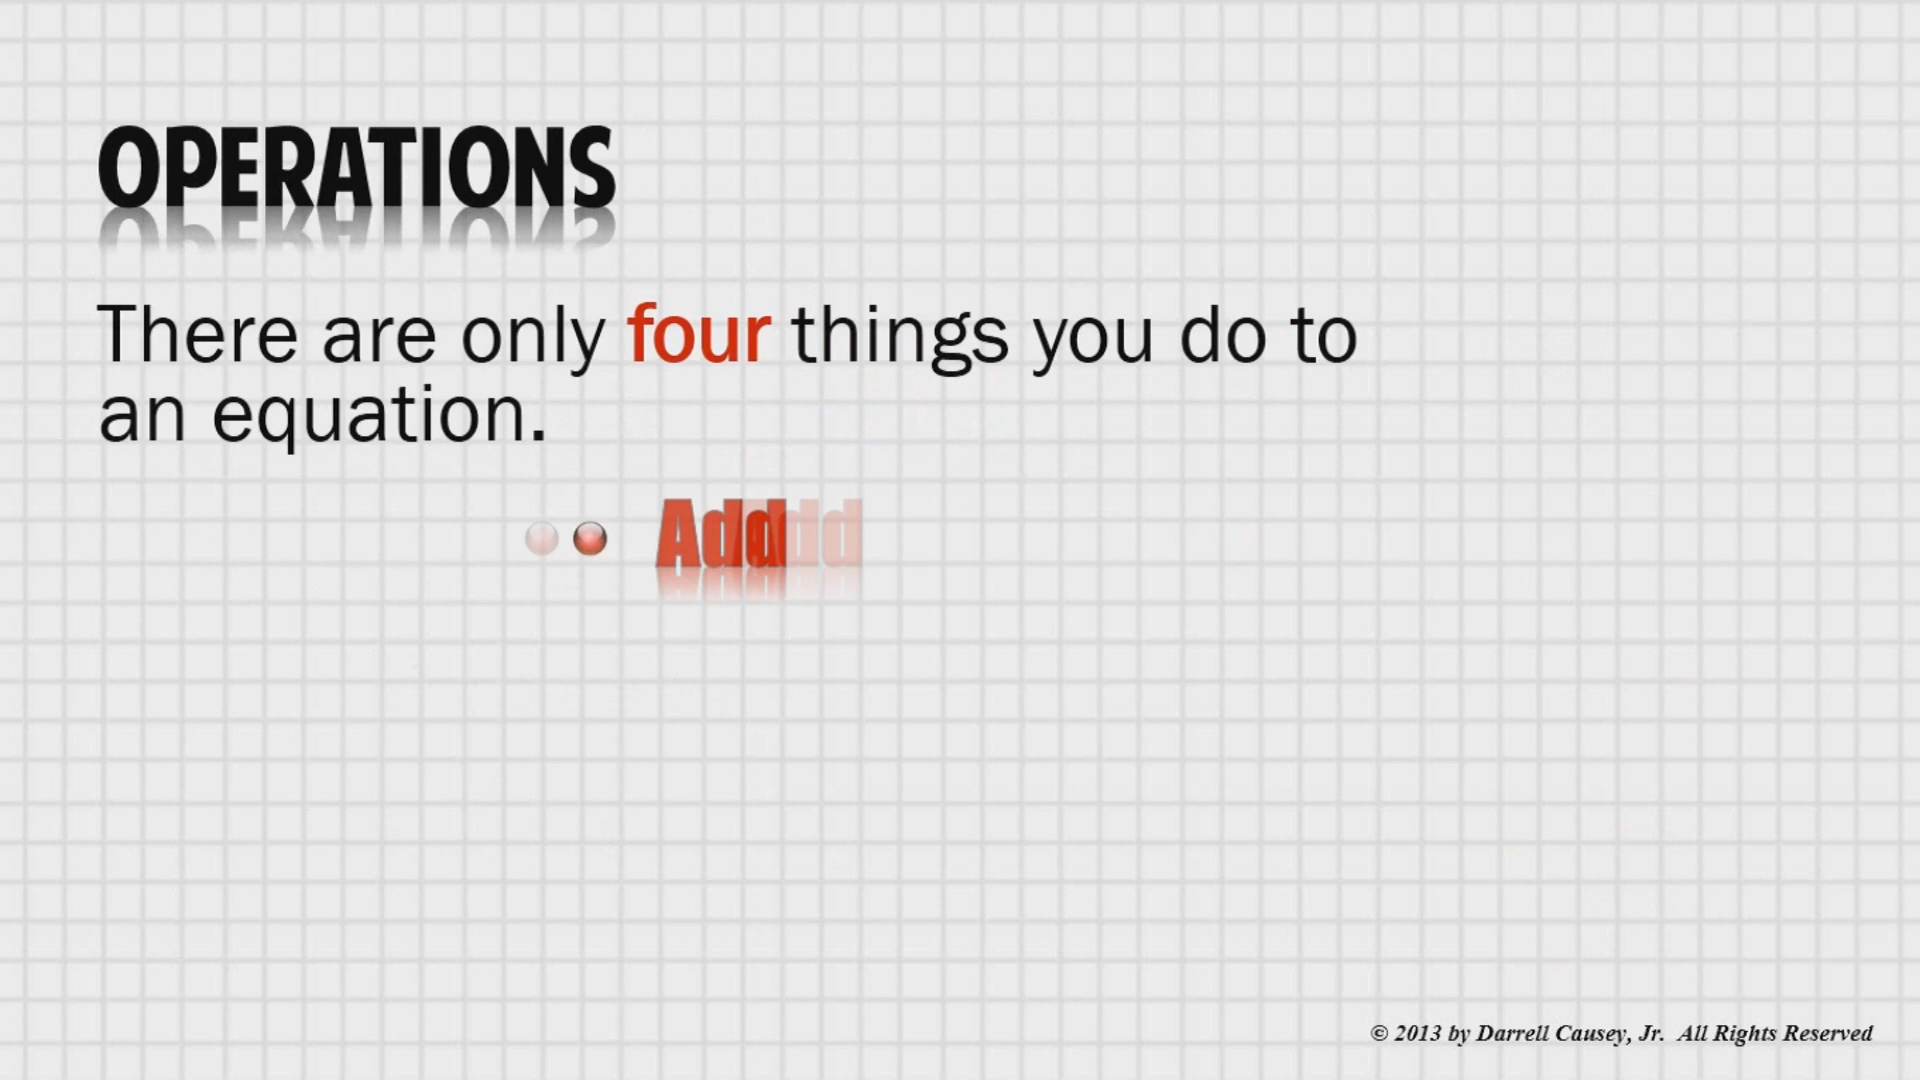 OPERATIONS
There are only four things you do to
an equation.
Add
© 2013 by Darrell Causey, Jr. All Rights Reserved